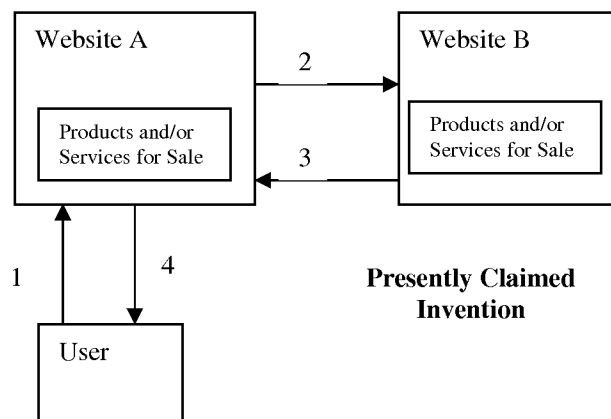 Website A
Website B
2
Products and/or
Services for Sale
Products and/or
Services for Sale
3
1
4
Presently Claimed
Invention
User